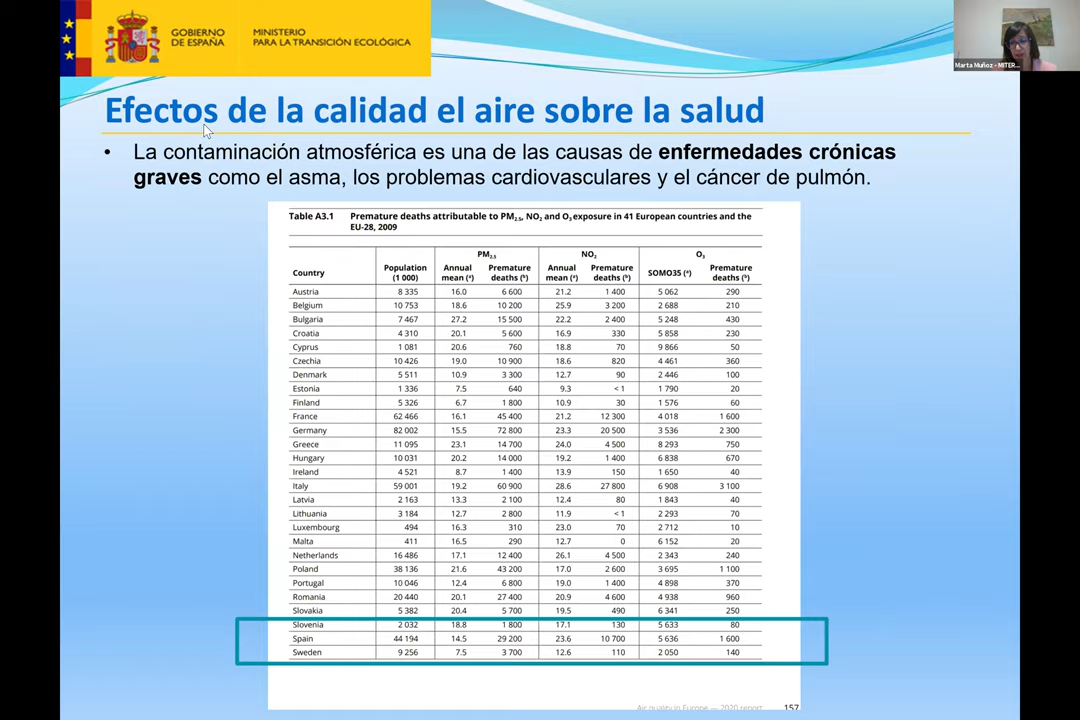 GOBIERNO
DE ESPAÑA
MINISTERIO
PARA LA TRANSICIÓN ECOLÓGICA
Marta Muñoz - MITER...
Efectos de la calidad el aire sobre la salud
• La contaminación atmosférica es una de las causas de enfermedades crónicas
graves como el asma, los problemas cardiovasculares y el cáncer de pulmón.
Table A3.1 Premature deaths attributable to PM2.5, NO2 and O3 exposure in 41 European countries and the
EU-28, 2009
PM2.5 NO2 O3
Country Population (1 000) Annual mean (a) Premature deaths (b) Annual mean (a) Premature deaths (b) SOMO35 (a) Premature deaths (b)
Austria 8 335 16.0 6 600 21.2 1 400 5 062 290
Belgium 10 753 18.6 10 200 25.9 3 200 2 688 210
Bulgaria 7 467 27.2 15 500 22.2 2 400 5 248 430
Croatia 4 310 20.1 5 600 16.9 330 5 858 230
Cyprus 1 081 20.6 760 18.8 70 9 866 50
Czechia 10 426 19.0 10 900 18.6 820 4 461 360
Denmark 5 511 10.9 3 300 12.7 90 2 446 100
Estonia 1 336 7.5 640 9.3 < 1 1 790 20
Finland 5 326 6.7 1 800 10.9 30 1 576 60
France 62 466 16.1 45 400 21.2 12 300 4 018 1 600
Germany 82 002 15.5 72 800 23.3 20 500 3 536 2 300
Greece 11 095 23.1 14 700 24.0 4 500 8 293 750
Hungary 10 031 20.2 14 000 19.2 1 400 6 838 670
Ireland 4 521 8.7 1 400 13.9 150 1 650 40
Italy 59 001 19.2 60 900 28.6 27 800 6 908 3 100
Latvia 2 163 13.3 2 100 12.4 80 1 843 40
Lithuania 3 184 12.7 2 800 11.9 < 1 2 293 70
Luxembourg 494 16.3 310 23.0 70 2 712 10
Malta 411 16.5 290 12.7 0 6 152 20
Netherlands 16 486 17.1 12 400 26.1 4 500 2 343 240
Poland 38 136 21.6 43 200 17.0 2 600 3 695 1 100
Portugal 10 046 12.4 6 800 19.0 1 400 4 898 370
Romania 20 440 20.1 27 400 20.9 4 600 4 938 960
Slovakia 5 382 20.4 5 700 19.5 490 6 341 250
Slovenia 2 032 18.8 1 800 17.1 130 5 633 80
Spain 44 194 14.5 29 200 23.6 10 700 5 636 1 600
Sweden 9 256 7.5 3 700 12.6 110 2 050 140
Air quality in Europe — 2020 report 157